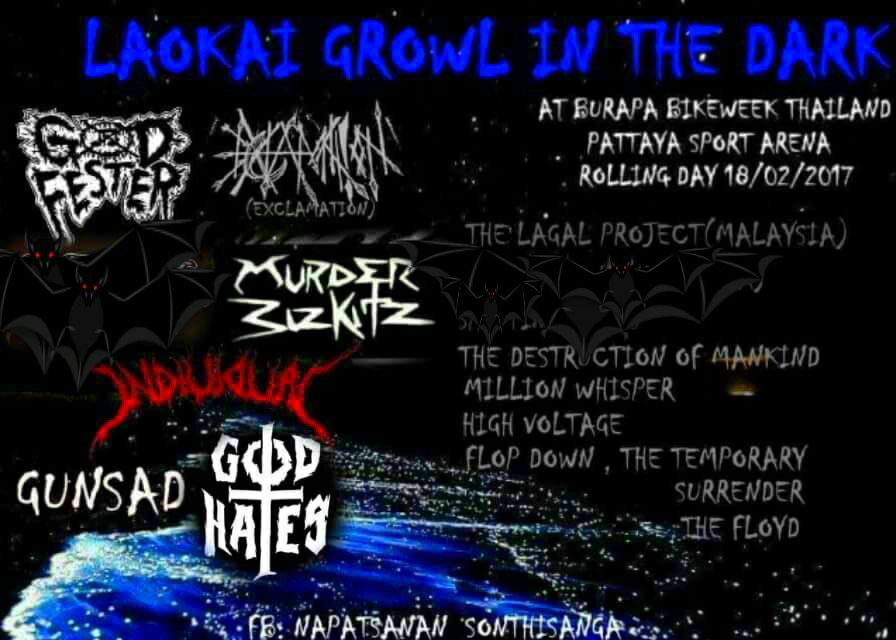 LAOKAI GROWL IN THE DARK
AT BURAPA BIKEWEEK THAILAND
PATTAYA SPORT ARENA
ROLLING DAY 18/02/2017
GOD FESTER
(EXCLAMATION)
MURDER
SUZKITZ
GOD
HATES
GUNSAD
THE LAGAL PROJECT (MALAYSIA)
THE DESTRUCTION OF MANKIND
MILLION WHISPER
HIGH VOLTAGE
FLOP DOWN , THE TEMPORARY
SURRENDER
THE FLOYD
FB. NAPATSANAN SONTHISANGA